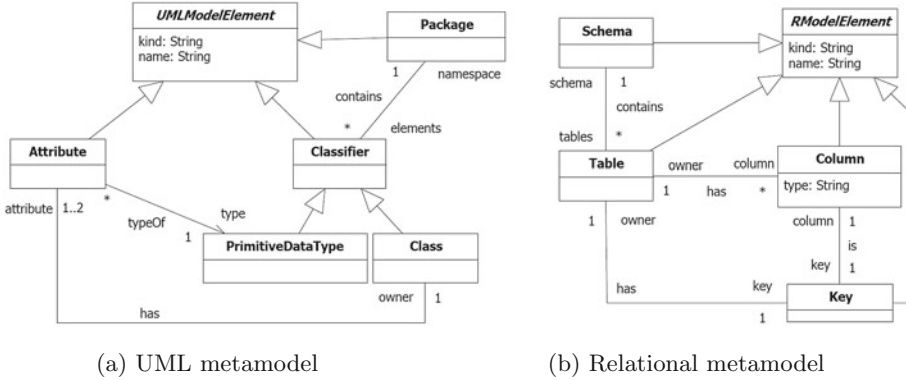 UMLModelElement
kind: String
name: String
Package
1
namespace
contains
*
elements
Attribute
Classifier
attribute
1..2
*
typeOf
type
1
PrimitiveDataType
Class
owner
1
has
(a) UML metamodel
Schema
RModelElement
kind: String
name: String
schema
1
contains
tables
*
Table
owner
column
Column
1
has
*
type: String
1
owner
column
1
is
key
1
has
key
1
Key
(b) Relational metamodel